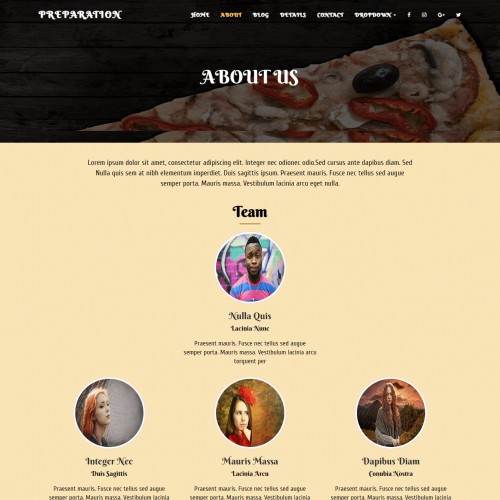 PREPARATION
HOME ABOUT BLOG DETAILS CONTACT DROPDOWN
ABOUT US
Lorem ipsum dolor sit amet, consectetur adipiscing elit. Integer nec odionec odio.Sed cursus ante dapibus diam. Sed
Nulla quis sem at nibh elementum imperdiet. Duis sagittis ipsum. Praesent mauris. Fusce nec tellus sed augue
semper porta. Mauris massa. Vestibulum lacinia arcu eget nulla.
Team
Nulla Quis
Lacinia Nunc
Praesent mauris. Fusce nec tellus sed augue
semper porta. Mauris massa. Vestibulum lacinia arcu
torquent per
Integer Nec
Duis Sagittis
Praesent mauris. Fusce nec tellus sed augue
semper porta. Mauris massa. Vestibulum lacinia
Mauris Massa
Lacinia Arcu
Praesent mauris. Fusce nec tellus sed augue
semper porta. Mauris massa. Vestibulum lacinia arcu
Dapibus Diam
Conubia Nostra
Praesent mauris. Fusce nec tellus sed augue
semper porta. Mauris massa. Vestibulum lacinia